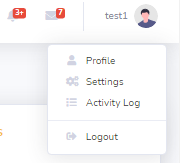 3+ 7 test1
Profile
Settings
Activity Log
Logout
s